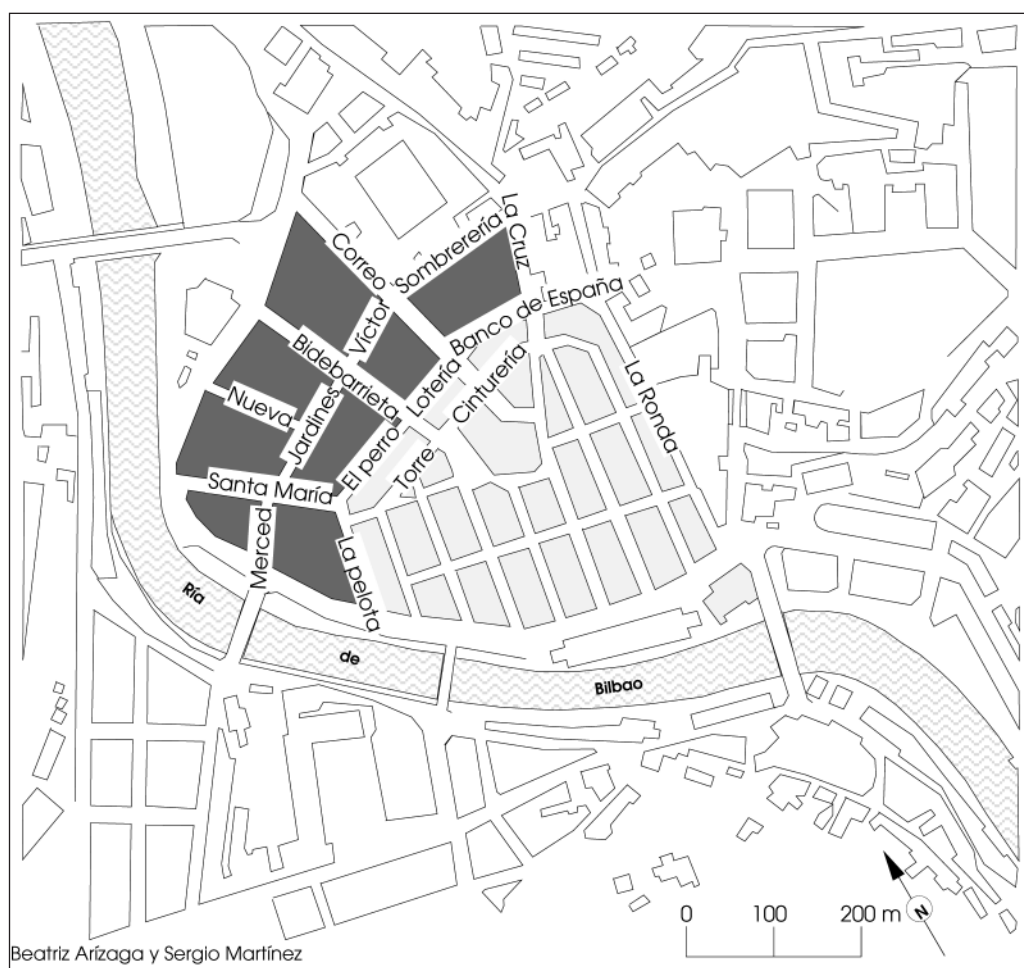 La Cruz
Sombrerería
Correo
Víctor
Banco de España
Bidebarrieta
Lotería
Cinturería
La Ronda
Nueva
Jardines
El perro
Torre
Santa María
Merced
La pelota
Ría
de
Bilbao
0 100 200 m
N
Beatriz Arízaga y Sergio Martínez